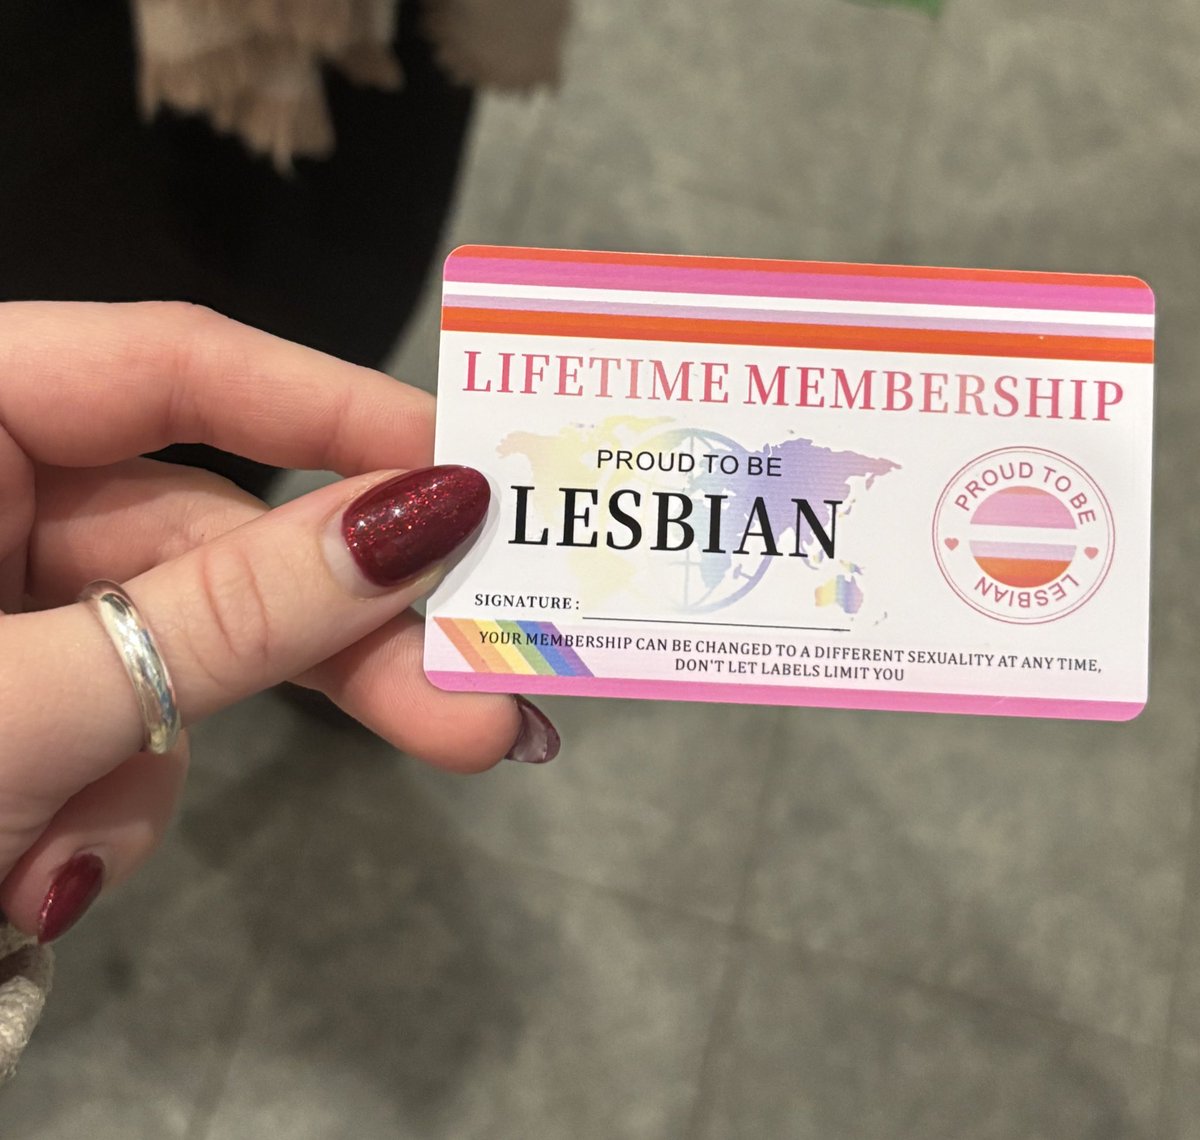 LIFETIME MEMBERSHIP
PROUD TO BE
LESBIAN
PROUD TO BE
LESBIAN
SIGNATURE:
YOUR MEMBERSHIP CAN BE CHANGED TO A DIFFERENT SEXUALITY AT ANY TIME,
DON'T LET LABELS LIMIT YOU